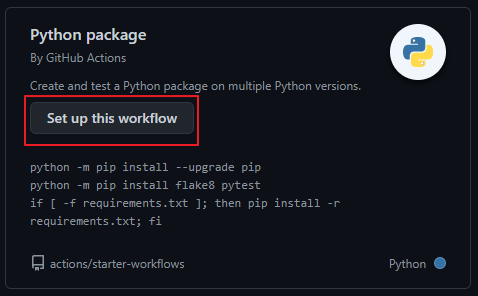 Python package
By GitHub Actions
Create and test a Python package on multiple Python versions.
Set up this workflow
python -m pip install --upgrade pip
python -m pip install flake8 pytest
if [ -f requirements.txt ]; then pip install -r
requirements.txt; fi
actions/starter-workflows
Python